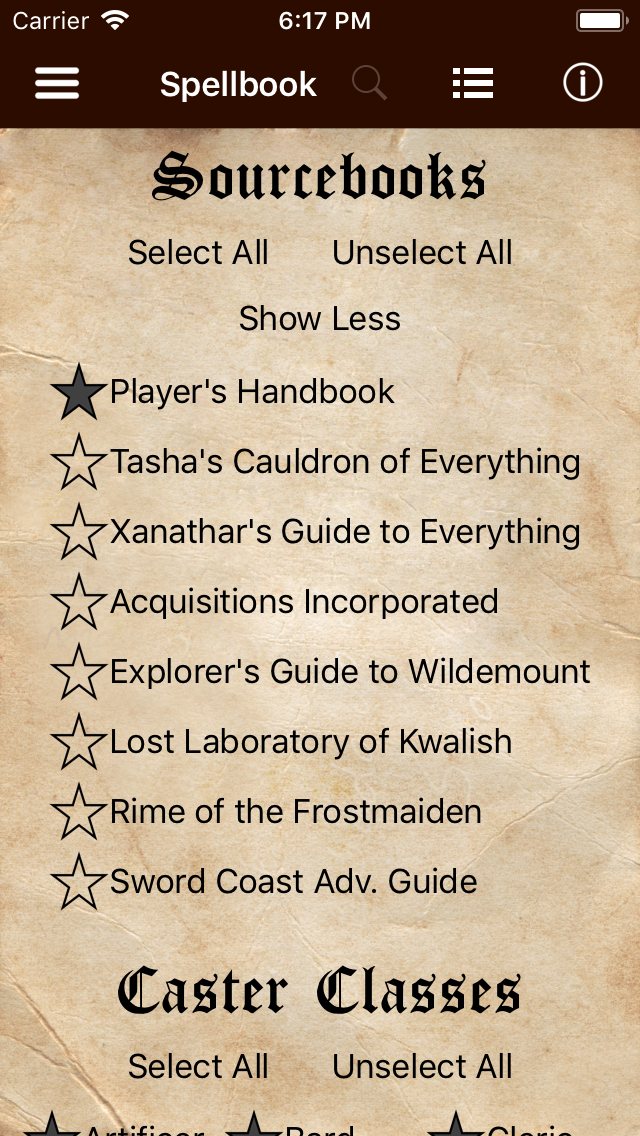 Carrier 6:17 PM
Spellbook
Sourcebooks
Select All Unselect All
Show Less
Player's Handbook
Tasha's Cauldron of Everything
Xanathar's Guide to Everything
Acquisitions Incorporated
Explorer's Guide to Wildemount
Lost Laboratory of Kwalish
Rime of the Frostmaiden
Sword Coast Adv. Guide
Caster Classes
Select All Unselect All
Artificer Bard Cleric